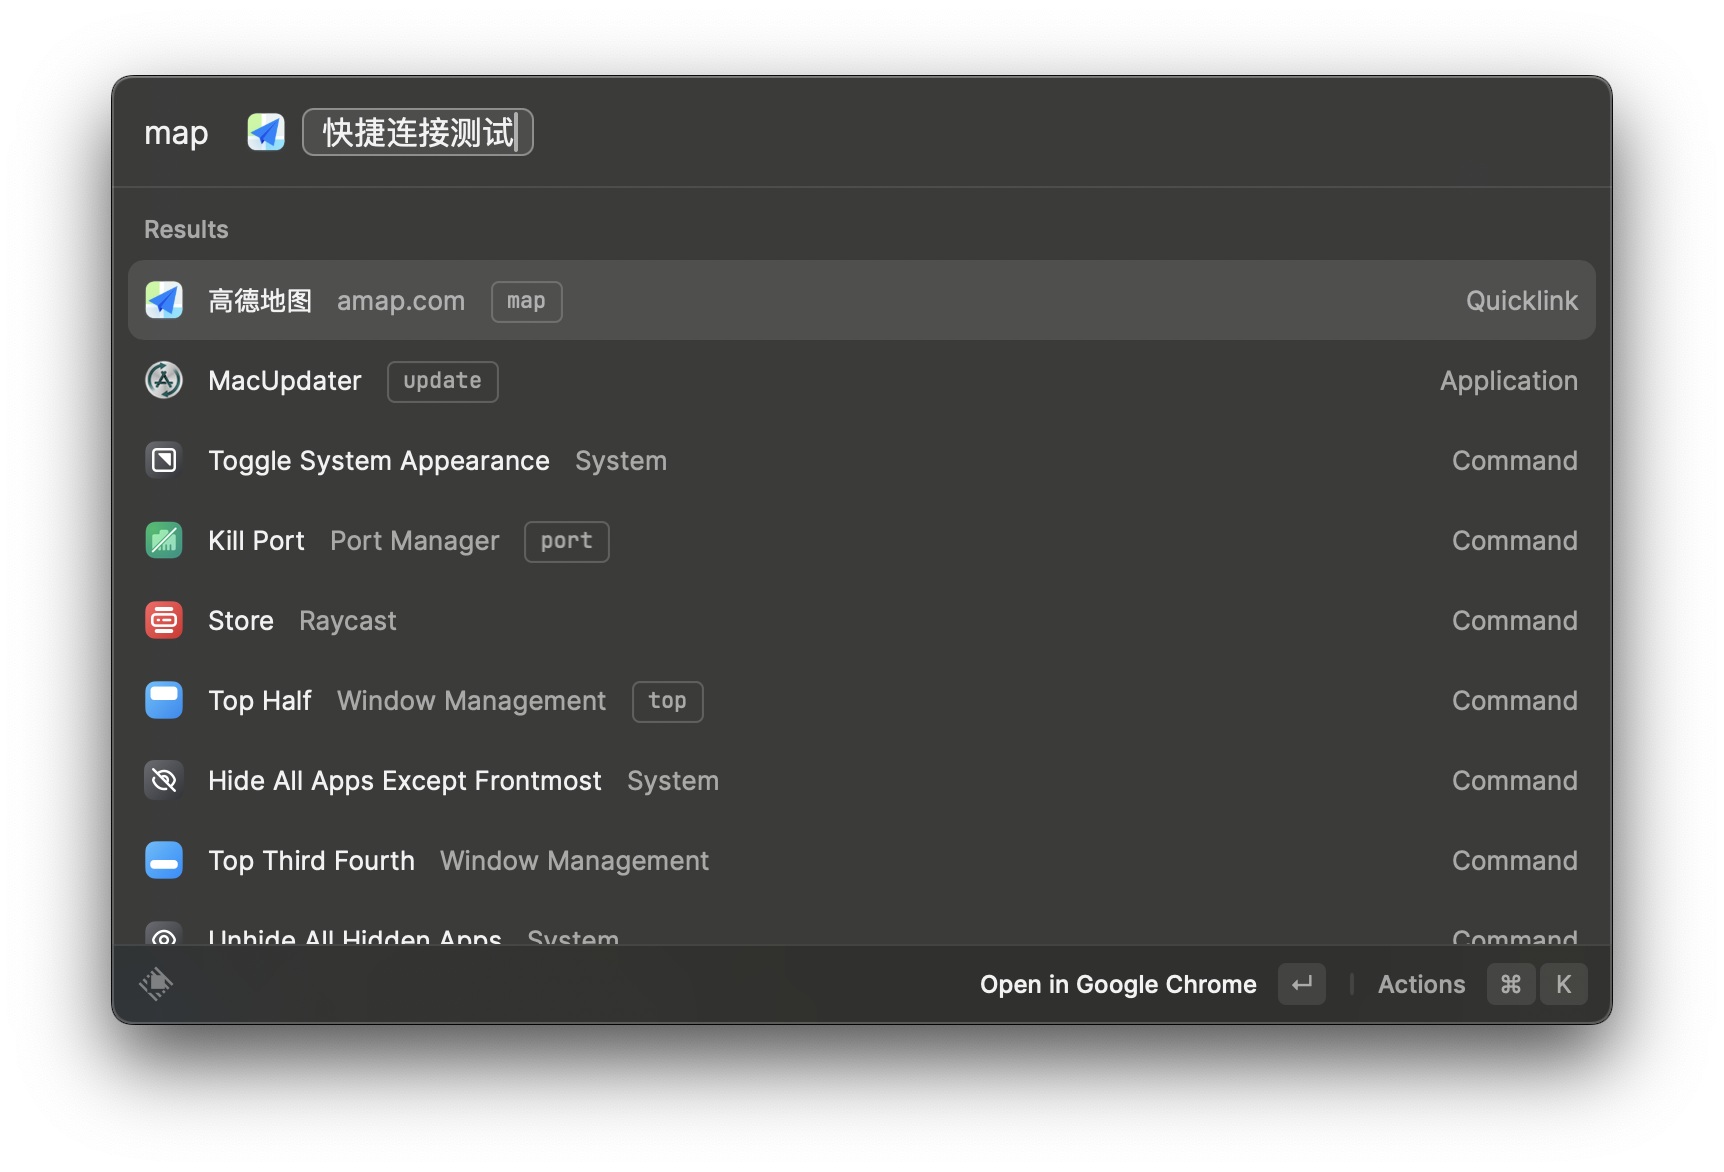 map 快捷连接测试
Results
高德地图 amap.com map Quicklink
MacUpdater update Application
Toggle System Appearance System Command
Kill Port Port Manager port Command
Store Raycast Command
Top Half Window Management top Command
Hide All Apps Except Frontmost System Command
Top Third Fourth Window Management Command
Unhide All Hidden Apps System Command
Open in Google Chrome ↵ Actions ⌘ K